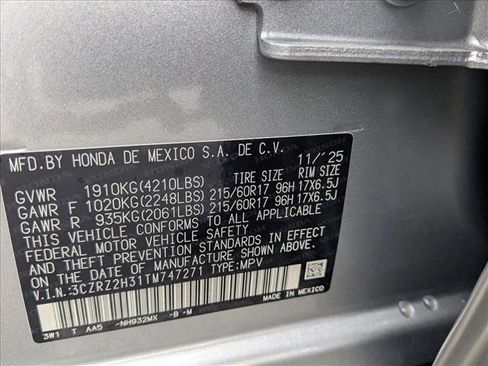 MFD.BY HONDA DE MEXICO S.A. DE C.V. 11/'25
GVWR 1910KG(4210LBS) TIRE SIZE RIM SIZE
GAWR F 1020KG(2248LBS) 215/60R17 96H 17X6.5J
GAWR R 935KG(2061LBS) 215/60R17 96H 17X6.5J
THIS VEHICLE CONFORMS TO ALL APPLICABLE
FEDERAL MOTOR VEHICLE SAFETY AND
THEFT PREVENTION STANDARDS IN EFFECT ON
THE DATE OF MANUFACTURE SHOWN ABOVE.
V.I.N.:3CZRZ2H31TM747271 TYPE:MPV
3W1 T AA5 -NH932MX -B -M MADE IN MEXICO